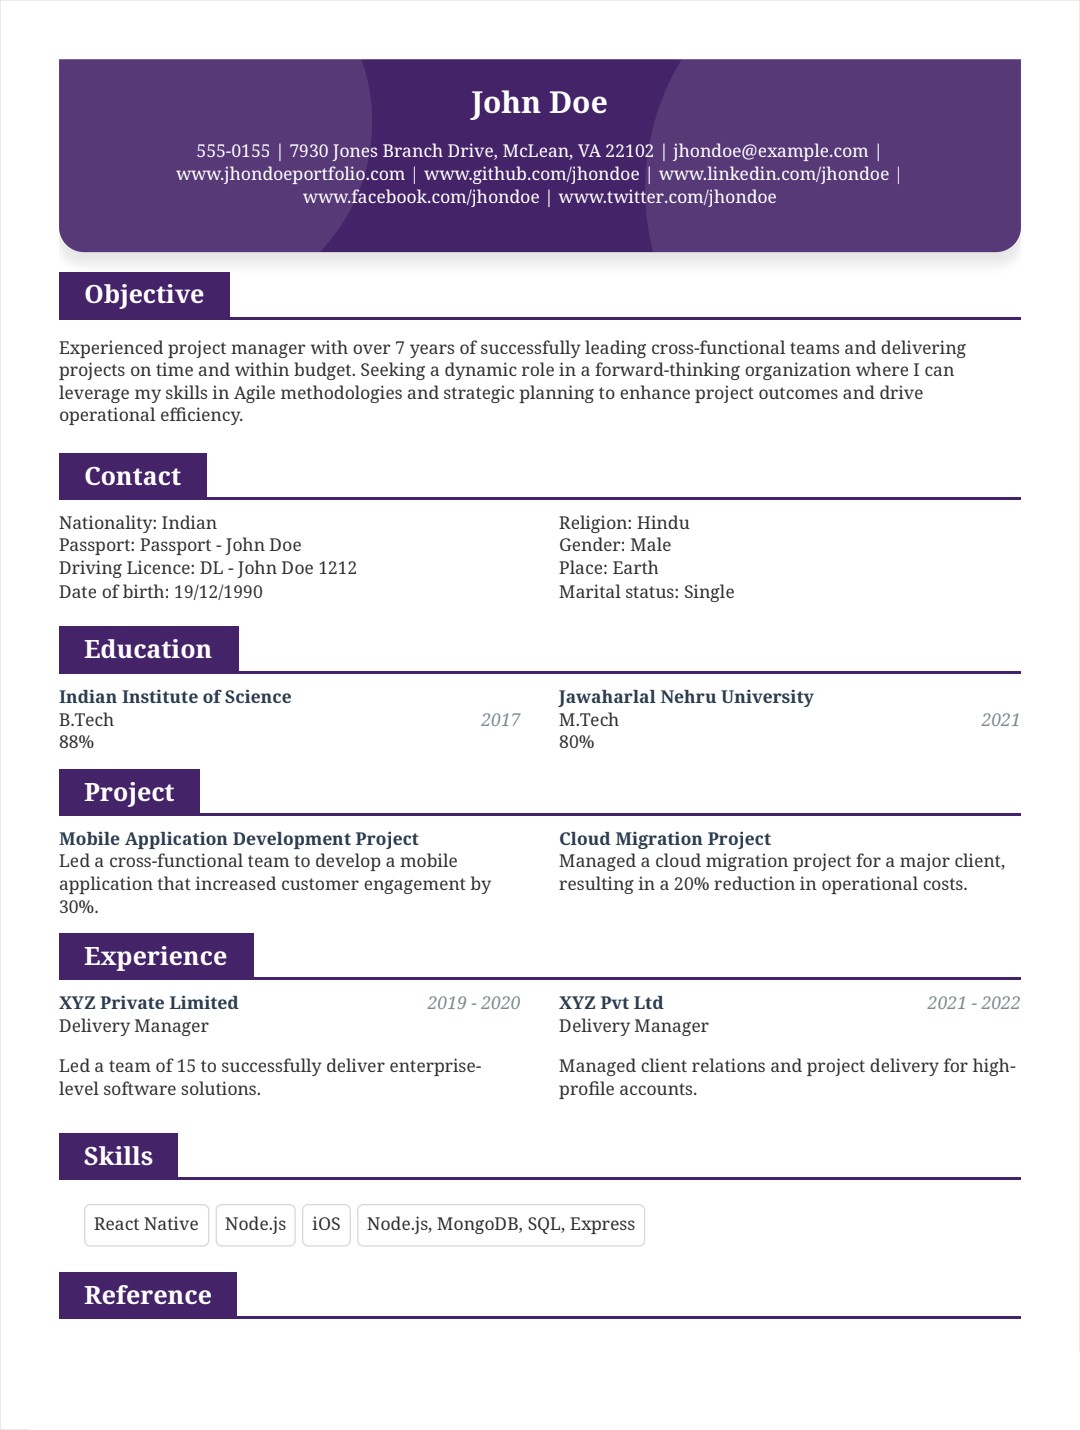 John Doe
555-0155 | 7930 Jones Branch Drive, McLean, VA 22102 | jhondoe@example.com |
www.jhondoeportfolio.com | www.github.com/jhondoe | www.linkedin.com/jhondoe |
www.facebook.com/jhondoe | www.twitter.com/jhondoe
Objective
Experienced project manager with over 7 years of successfully leading cross-functional teams and delivering
projects on time and within budget. Seeking a dynamic role in a forward-thinking organization where I can
leverage my skills in Agile methodologies and strategic planning to enhance project outcomes and drive
operational efficiency.
Contact
Nationality: Indian
Passport: Passport - John Doe
Driving Licence: DL - John Doe 1212
Date of birth: 19/12/1990
Religion: Hindu
Gender: Male
Place: Earth
Marital status: Single
Education
Indian Institute of Science
B.Tech 2017
88%
Jawaharlal Nehru University
M.Tech 2021
80%
Project
Mobile Application Development Project
Led a cross-functional team to develop a mobile
application that increased customer engagement by
30%.
Cloud Migration Project
Managed a cloud migration project for a major client,
resulting in a 20% reduction in operational costs.
Experience
XYZ Private Limited 2019 - 2020
Delivery Manager
Led a team of 15 to successfully deliver enterprise-
level software solutions.
XYZ Pvt Ltd 2021 - 2022
Delivery Manager
Managed client relations and project delivery for high-
profile accounts.
Skills
React Native Node.js iOS Node.js, MongoDB, SQL, Express
Reference